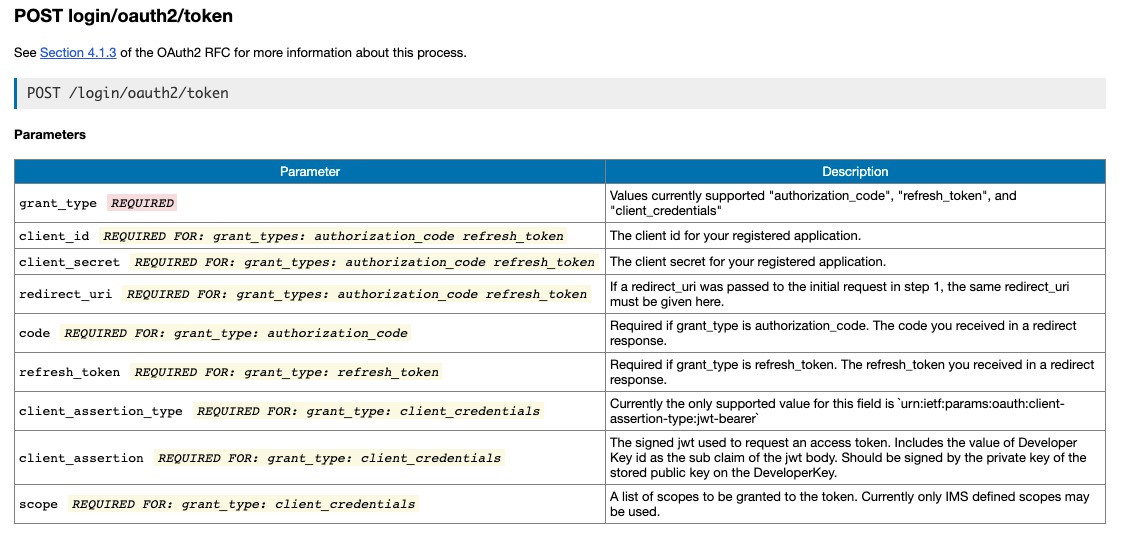 POST login/oauth2/token
See Section 4.1.3 of the OAuth2 RFC for more information about this process.
POST /login/oauth2/token
Parameters
Parameter Description
grant_type REQUIRED Values currently supported "authorization_code", "refresh_token", and
"client_credentials"
client_id REQUIRED FOR: grant_types: authorization_code refresh_token The client id for your registered application.
client_secret REQUIRED FOR: grant_types: authorization_code refresh_token The client secret for your registered application.
redirect_uri REQUIRED FOR: grant_types: authorization_code refresh_token If a redirect_uri was passed to the initial request in step 1, the same redirect_uri
must be given here.
code REQUIRED FOR: grant_type: authorization_code Required if grant_type is authorization_code. The code you received in a redirect
response.
refresh_token REQUIRED FOR: grant_type: refresh_token Required if grant_type is refresh_token. The refresh_token you received in a redirect
response.
client_assertion_type REQUIRED FOR: grant_type: client_credentials Currently the only supported value for this field is `urn:ietf:params:oauth:client-
assertion-type:jwt-bearer`
client_assertion REQUIRED FOR: grant_type: client_credentials The signed jwt used to request an access token. Includes the value of Developer
Key id as the sub claim of the jwt body. Should be signed by the private key of the
stored public key on the DeveloperKey.
scope REQUIRED FOR: grant_type: client_credentials A list of scopes to be granted to the token. Currently only IMS defined scopes may
be used.